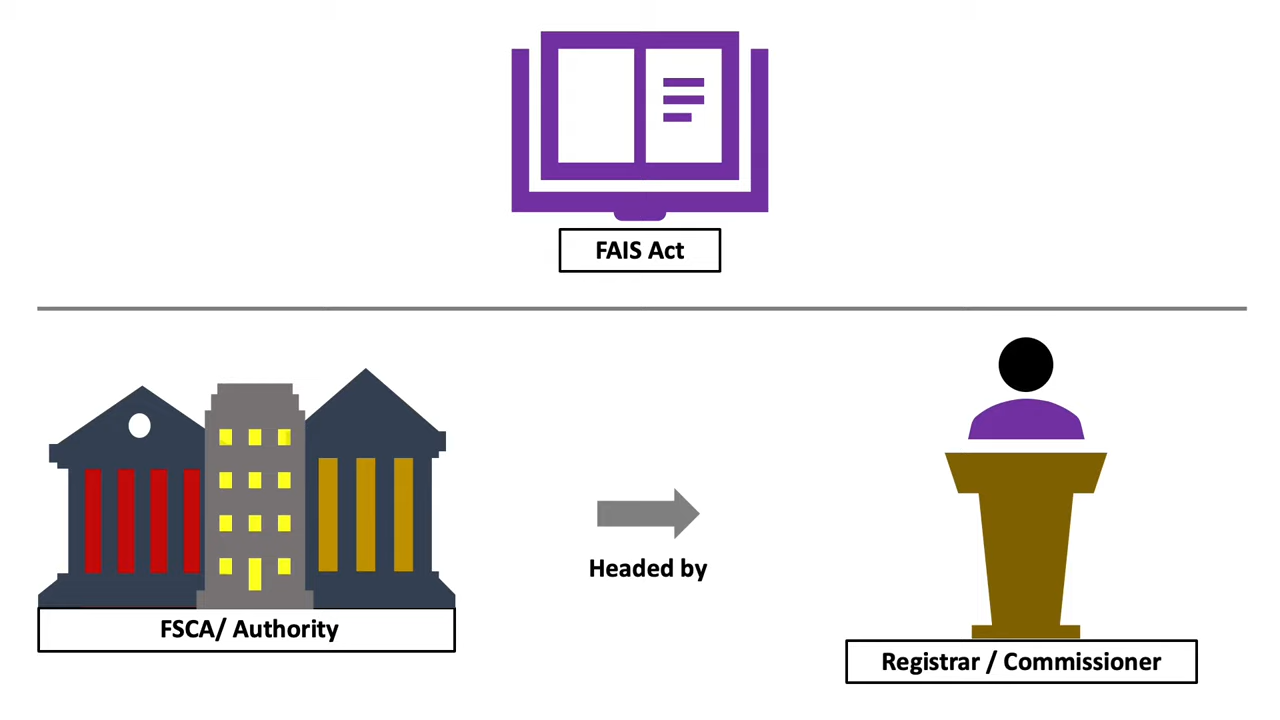 FAIS Act
Headed by
FSCA/ Authority
Registrar / Commissioner